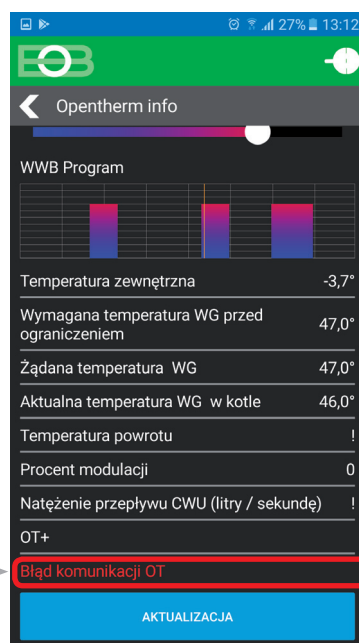 27% 13:12
EOB
Opentherm info
WWB Program
Temperatura zewnętrzna -3,7°
Wymagana temperatura WG przed
ograniczeniem 47,0°
Żądana temperatura WG 47,0°
Aktualna temperatura WG w kotle 46,0°
Temperatura powrotu !
Procent modulacji 0
Natężenie przepływu CWU (litry / sekundę) !
OT+
Błąd komunikacji OT
AKTUALIZACJA